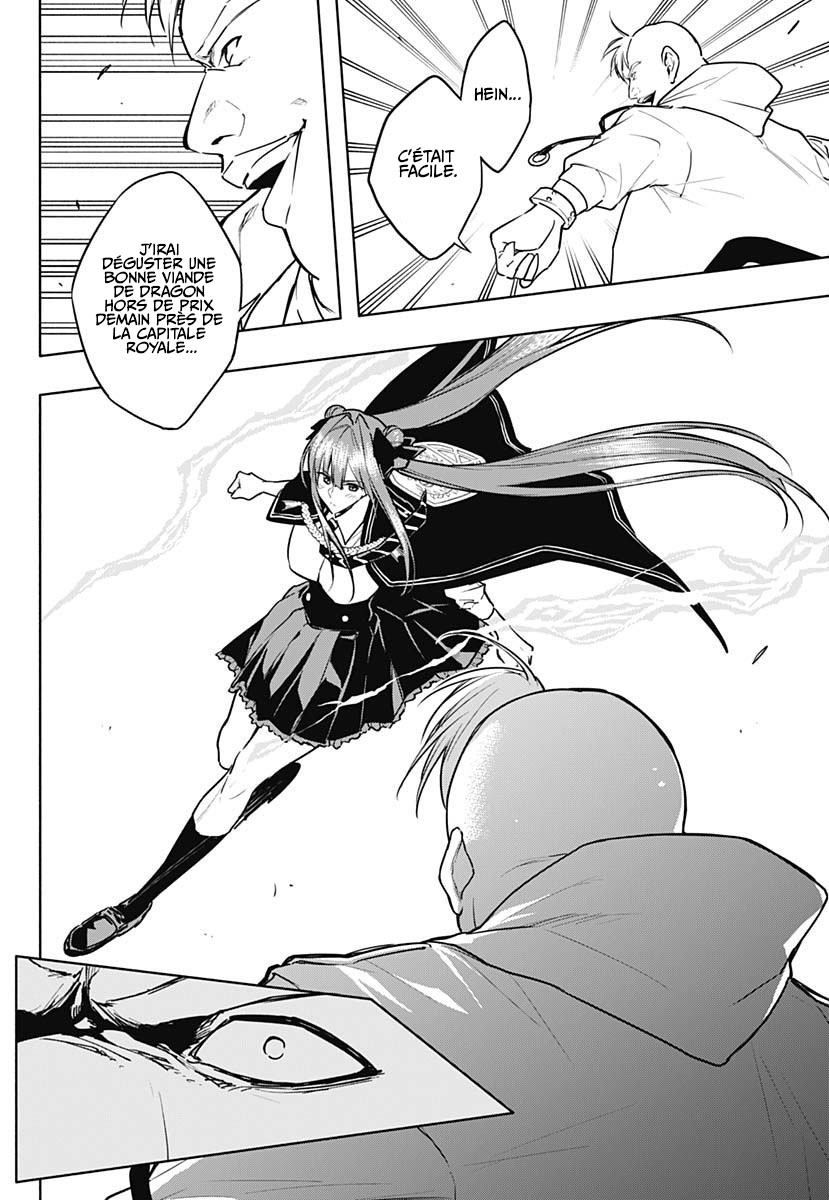 HEIN...
C'ÉTAIT
FACILE.
J'IRAI
DÉGUSTER UNE
BONNE VIANDE
DE DRAGON
HORS DE PRIX
DEMAIN PRÈS DE
LA CAPITALE
ROYALE...